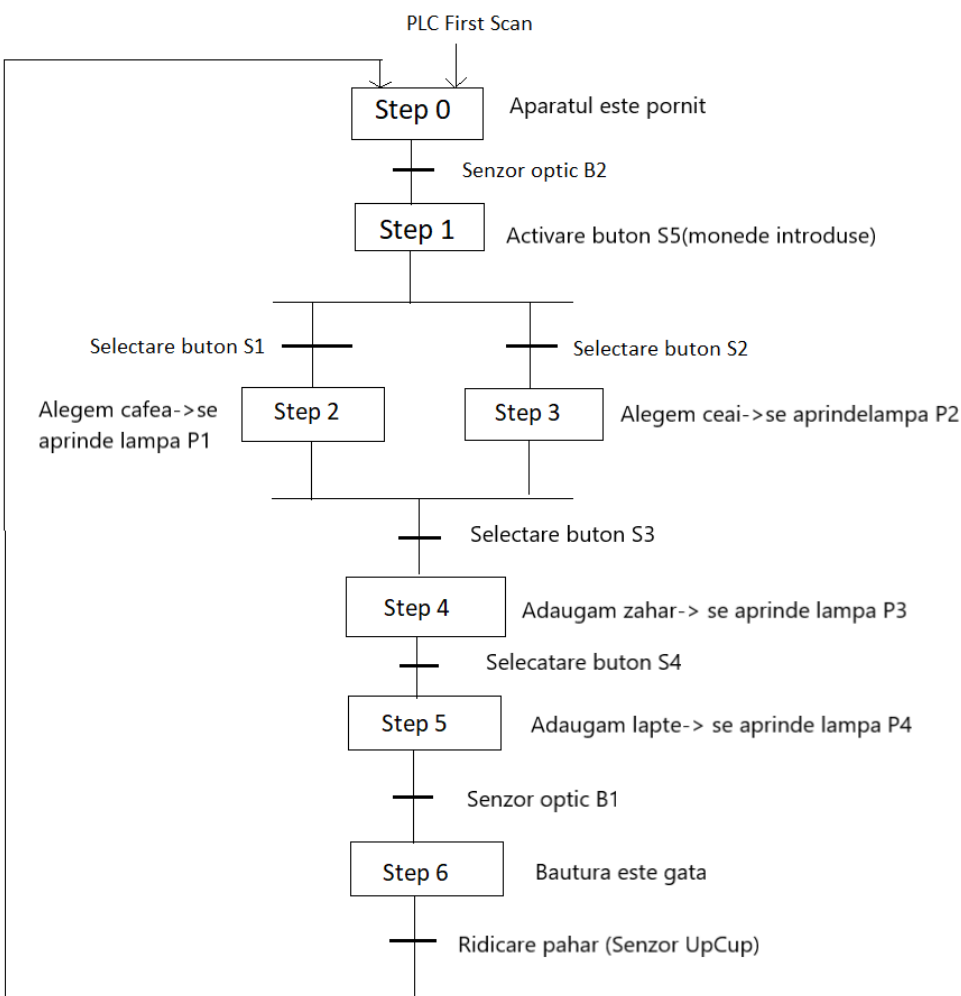 PLC First Scan
Step 0
Aparatul este pornit
Senzor optic B2
Step 1
Activare buton S5(monede introduse)
Selectare buton S1
Selectare buton S2
Alegem cafea->se
aprinde lampa P1
Step 2
Step 3
Alegem ceai->se aprindelampa P2
Selectare buton S3
Step 4
Adaugam zahar-> se aprinde lampa P3
Selecatare buton S4
Step 5
Adaugam lapte-> se aprinde lampa P4
Senzor optic B1
Step 6
Bautura este gata
Ridicare pahar (Senzor UpCup)